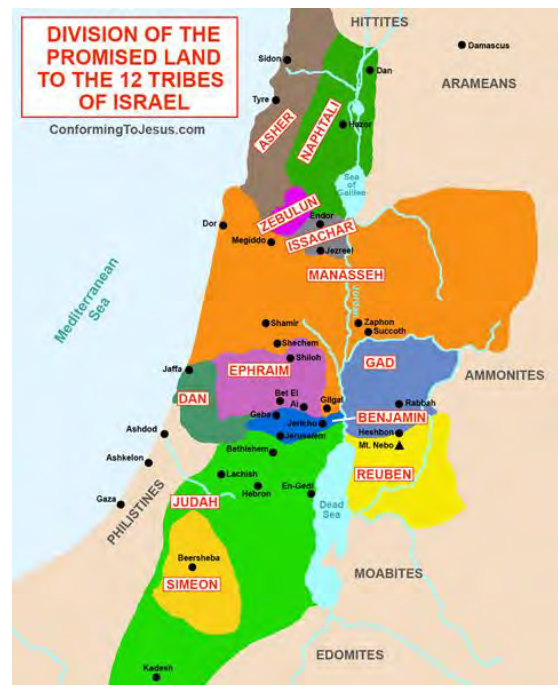 DIVISION OF THE
PROMISED LAND
TO THE 12 TRIBES
OF ISRAEL
ConformingToJesus.com
HITTITES
Damascus
Sidon
Dan
ARAMEANS
Tyre
ASHER
NAPHTALI
Hazor
Sea
of
Galilee
ZEBULUN
Dor
Endor
ISSACHAR
Megiddo
Jezreel
MANASSEH
Mediterranean
Sea
Jordan
Shamir
Zaphon
Succoth
Shechem
Shiloh
GAD
Jaffa
EPHRAIM
AMMONITES
DAN
Bet El
Ai
Gilgal
Rabbah
Geba
BENJAMIN
Jericho
Ashdod
Jerusalem
Heshbon
Mt. Nebo
Bethlehem
Ashkelon
REUBEN
Lachish
Hebron
En-Gedi
Gaza
JUDAH
PHILISTINES
Dead
Sea
Beersheba
SIMEON
MOABITES
EDOMITES
Kadesh